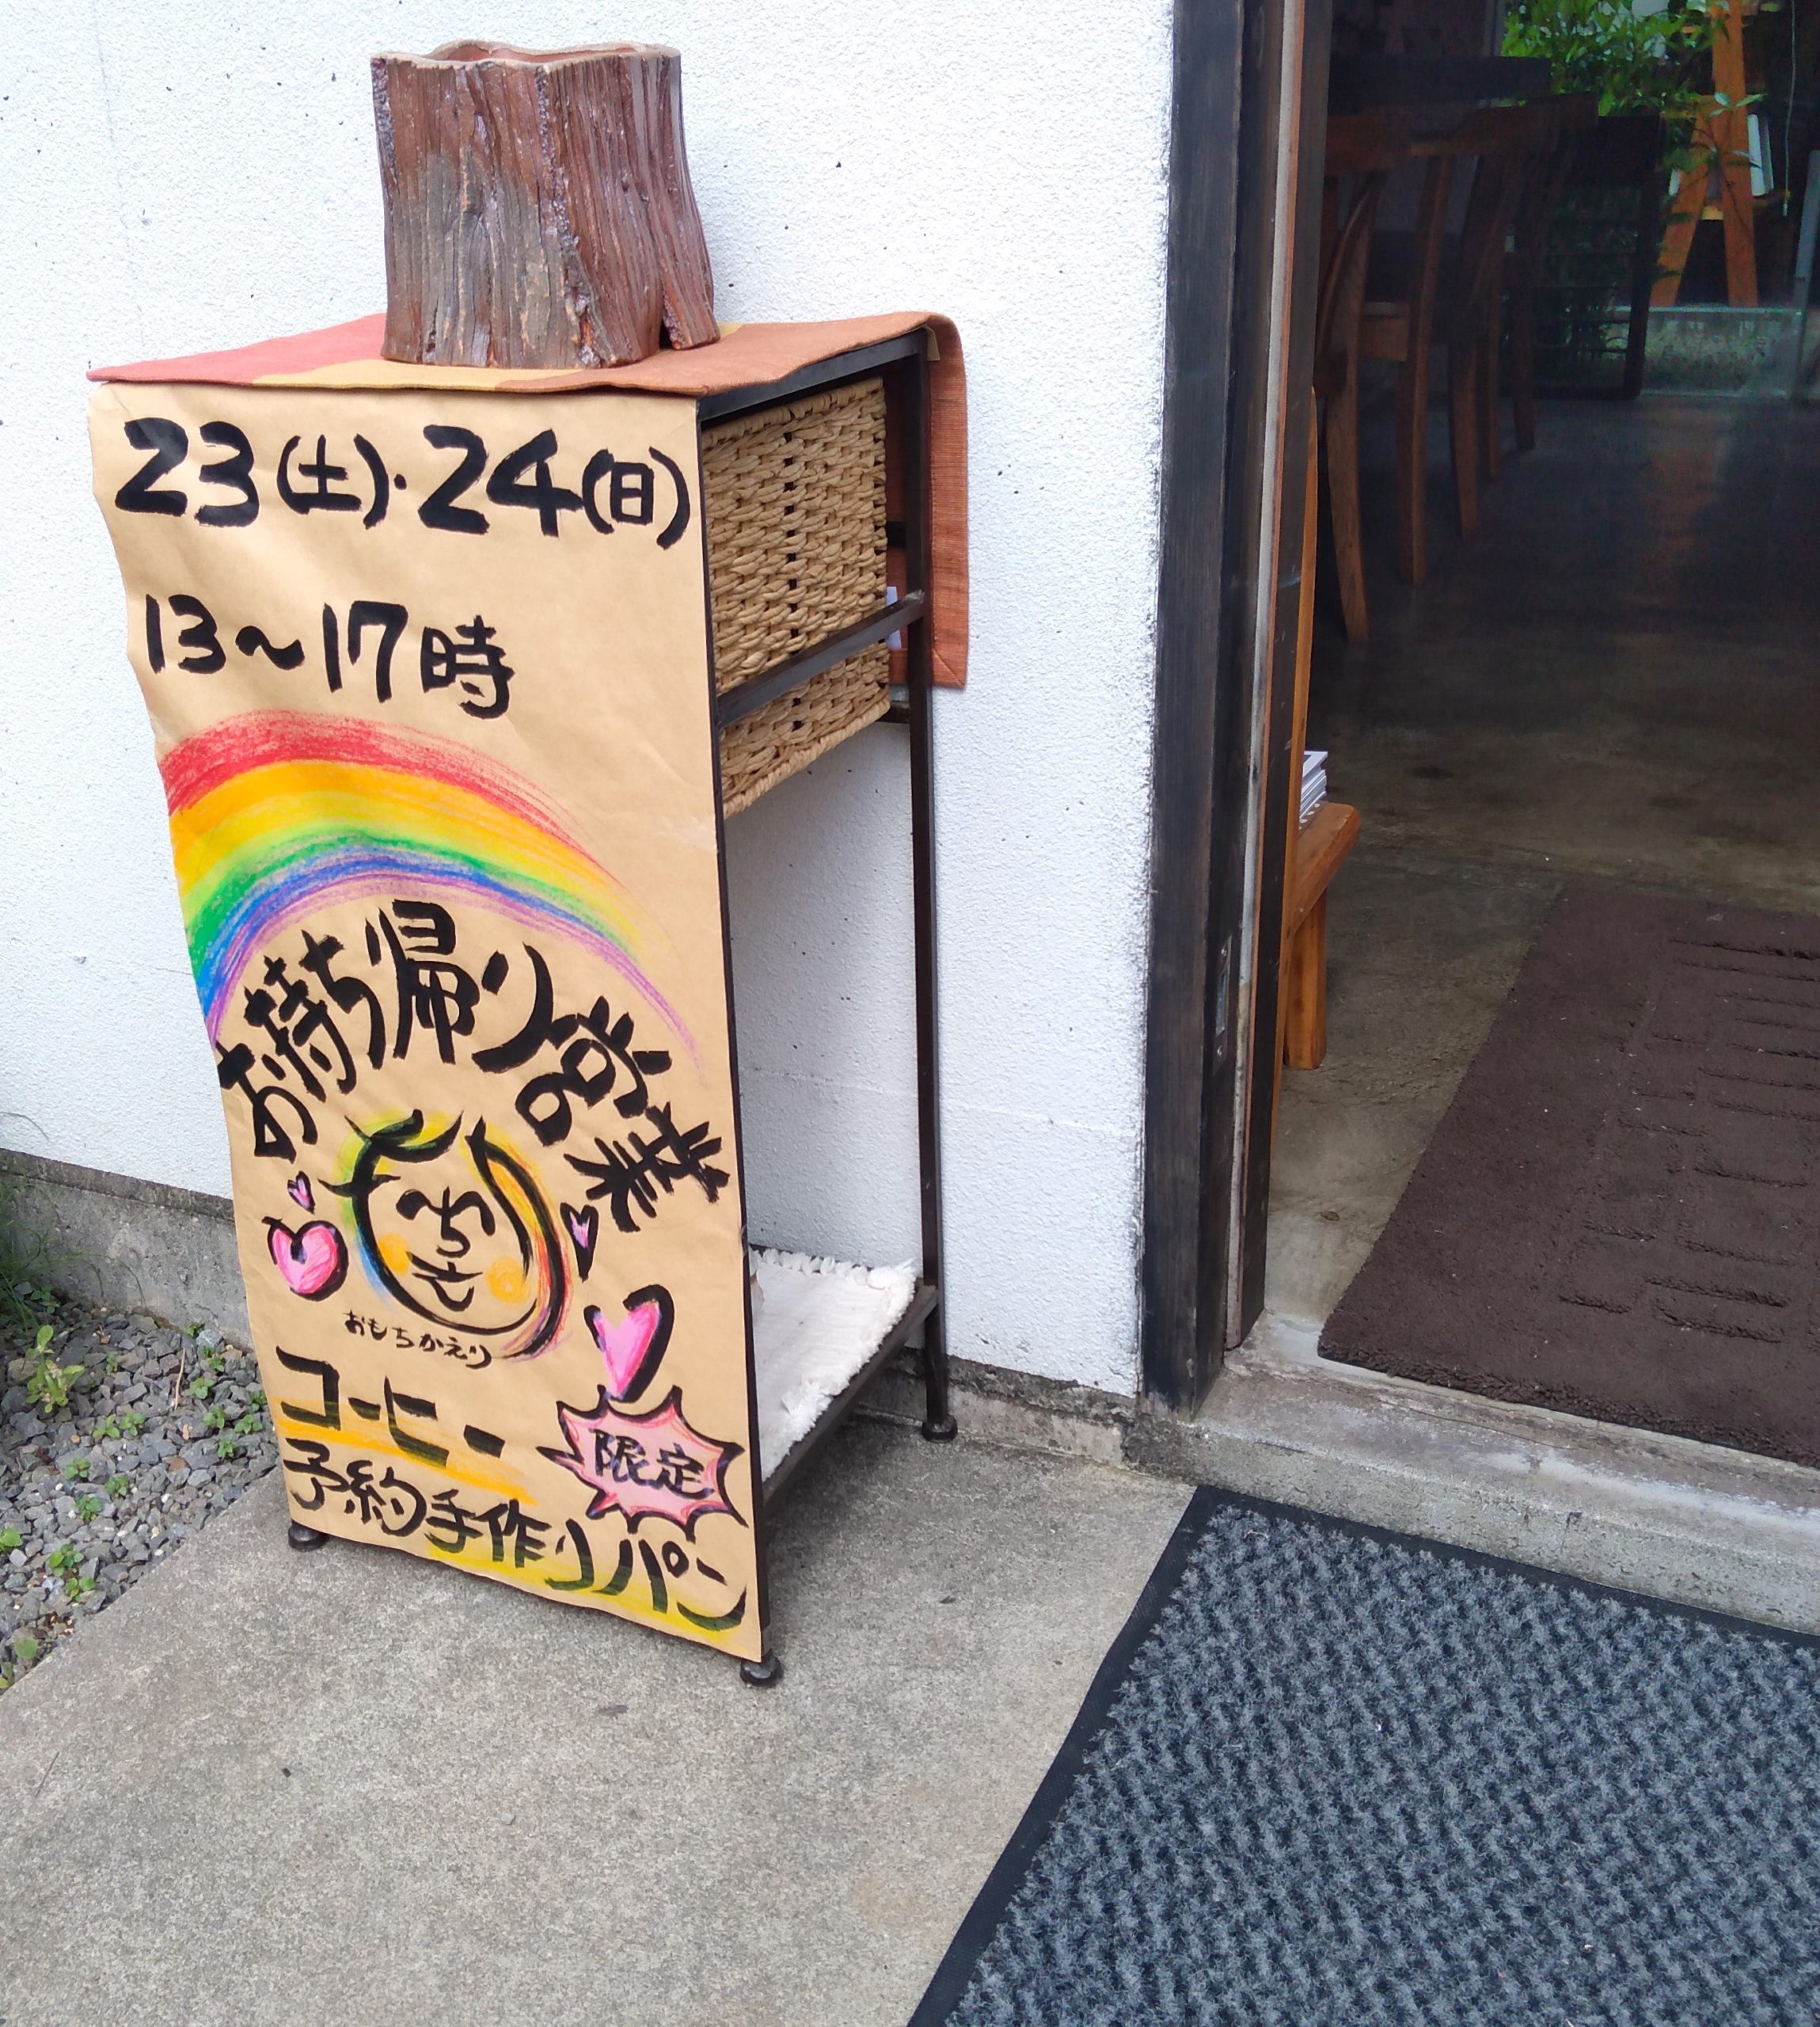 23(土)・24(日)
13〜17時
お持ち帰り営業
おもちかえり
コーヒー
限定
予約手作りパン